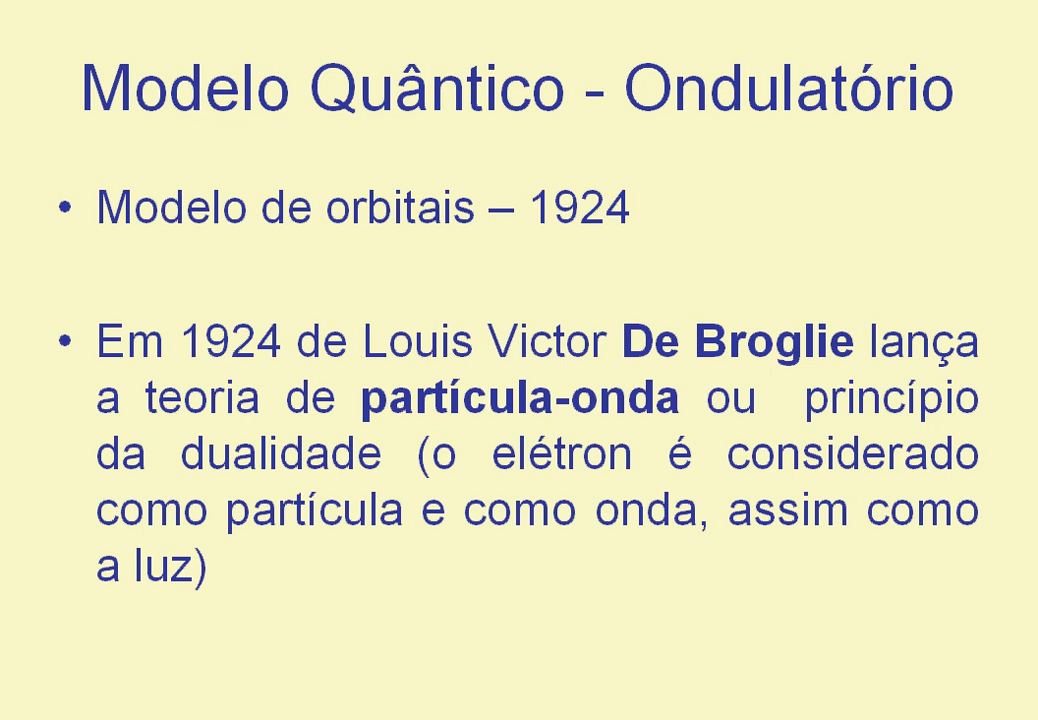 Modelo Quântico - Ondulatório
• Modelo de orbitais – 1924
• Em 1924 de Louis Victor De Broglie lança
a teoria de partícula-onda ou princípio
da dualidade (o elétron é considerado
como partícula e como onda, assim como
a luz)